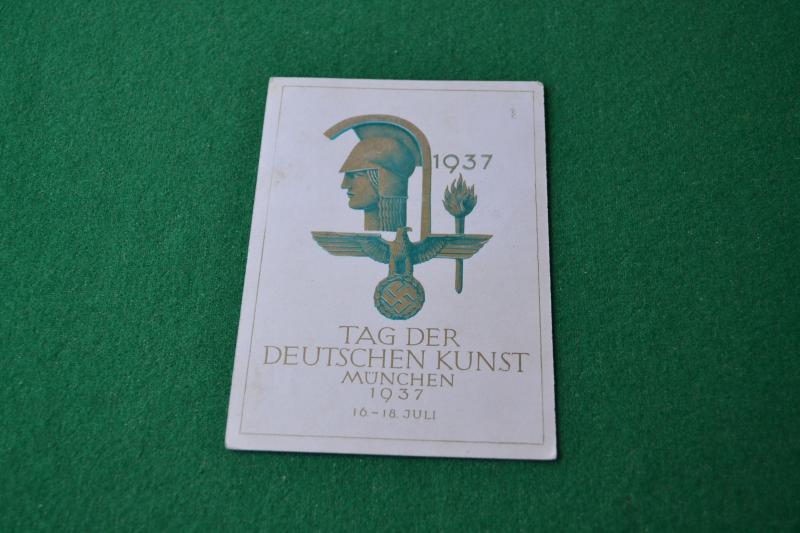 1937
TAG DER
DEUTSCHEN KUNST
MÜNCHEN
1937
16.-18. JULI